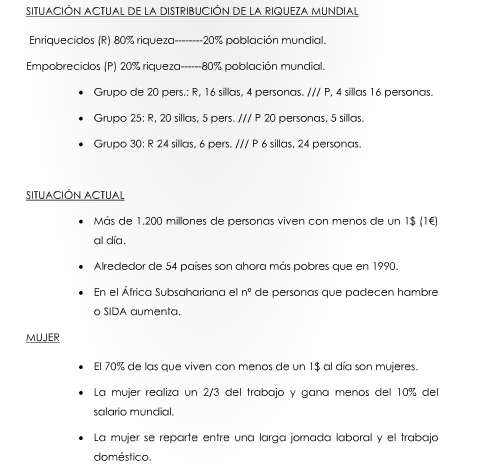 SITUACIÓN ACTUAL DE LA DISTRIBUCIÓN DE LA RIQUEZA MUNDIAL
Enriquecidos (R) 80% riqueza--------20% población mundial.
Empobrecidos (P) 20% riqueza------80% población mundial.
• Grupo de 20 pers.: R, 16 sillas, 4 personas. /// P, 4 sillas 16 personas.
• Grupo 25: R, 20 sillas, 5 pers. /// P 20 personas, 5 sillas.
• Grupo 30: R 24 sillas, 6 pers. /// P 6 sillas, 24 personas.
SITUACIÓN ACTUAL
• Más de 1.200 millones de personas viven con menos de un 1$ (1€)
al día.
• Alrededor de 54 países son ahora más pobres que en 1990.
• En el África Subsahariana el nº de personas que padecen hambre
o SIDA aumenta.
MUJER
• El 70% de las que viven con menos de un 1$ al día son mujeres.
• La mujer realiza un 2/3 del trabajo y gana menos del 10% del
salario mundial.
• La mujer se reparte entre una larga jornada laboral y el trabajo
doméstico.